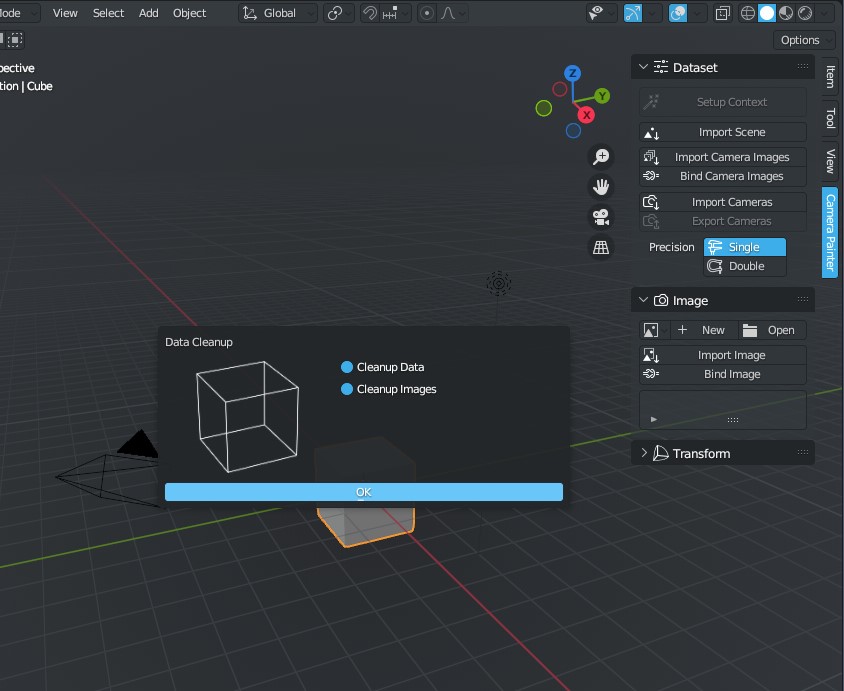 ode View Select Add Object Global
Options
pective
tion | Cube
Z
Y
X
Dataset
Setup Context
Import Scene
Import Camera Images
Bind Camera Images
Import Cameras
Export Cameras
Precision Single
Double
Image
New Open
Import Image
Bind Image
Transform
Item
Tool
View
Camera Painter
Data Cleanup
Cleanup Data
Cleanup Images
OK